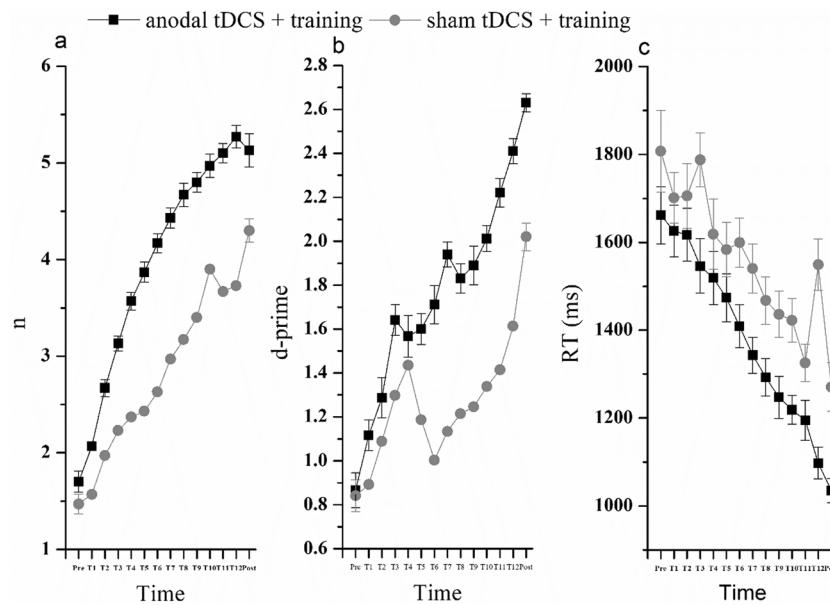 anodal tDCS + training sham tDCS + training
a
b
c
6
5
4
3
2
1
n
Pre T1 T2 T3 T4 T5 T6 T7 T8 T9 T10 T11 T12 Post
Time
2.8
2.6
2.4
2.2
2.0
1.8
1.6
1.4
1.2
1.0
0.8
0.6
d-prime
Pre T1 T2 T3 T4 T5 T6 T7 T8 T9 T10 T11 T12 Post
Time
2000
1800
1600
1400
1200
1000
RT (ms)
Pre T1 T2 T3 T4 T5 T6 T7 T8 T9 T10 T11 T12 Po
Time